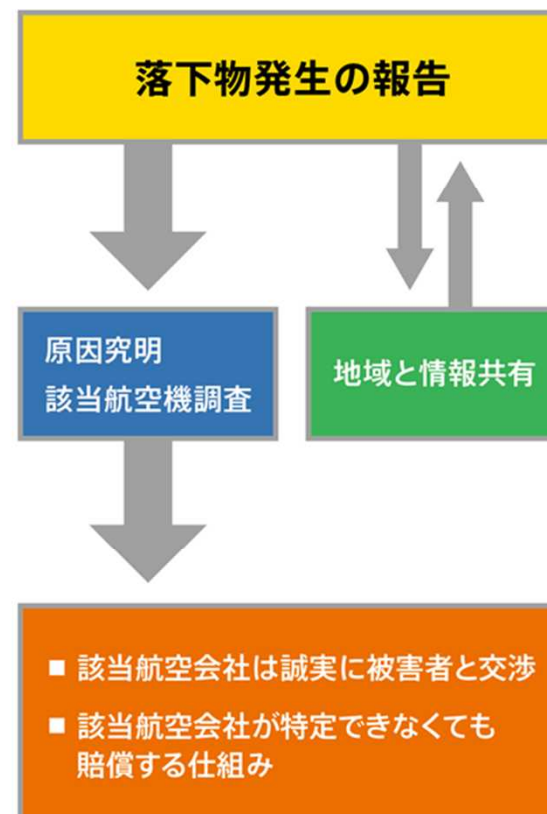 落下物発生の報告
原因究明
該当航空機調査
地域と情報共有
■ 該当航空会社は誠実に被害者と交渉
■ 該当航空会社が特定できなくても
賠償する仕組み